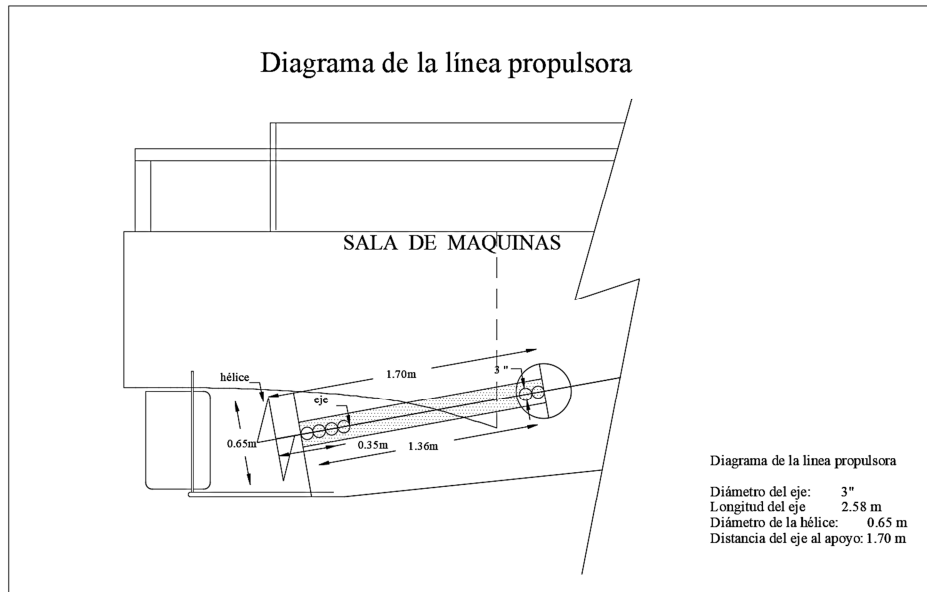 Diagrama de la línea propulsora
SALA DE MAQUINAS
1.70m
3 "
hélice
eje
0.65m
0.35m
1.36m
Diagrama de la linea propulsora
Diámetro del eje: 3"
Longitud del eje 2.58 m
Diámetro de la hélice: 0.65 m
Distancia del eje al apoyo: 1.70 m